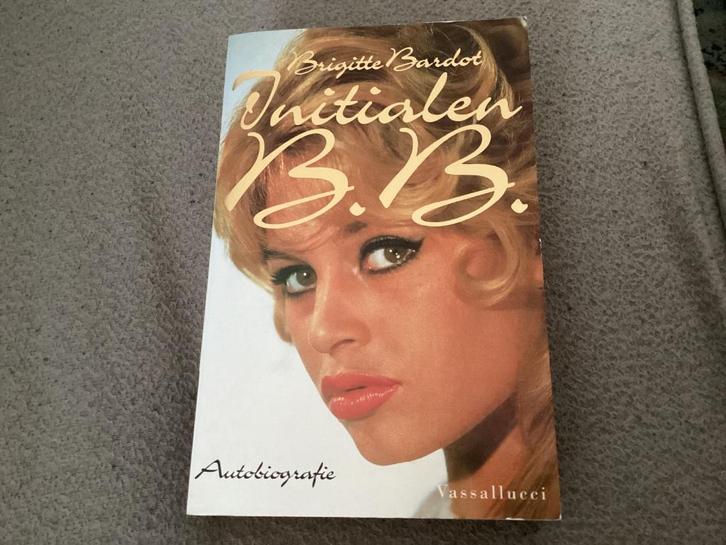 Brigitte Bardot
Initialen
B.B.
Autobiografie
Vassallucci